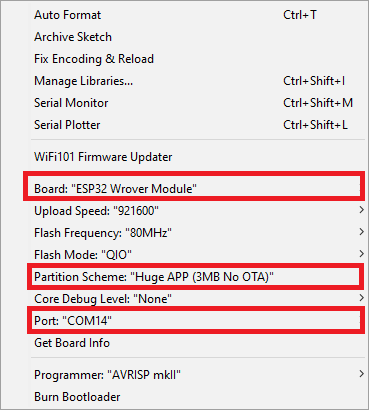 Auto Format Ctrl+T
Archive Sketch
Fix Encoding & Reload
Manage Libraries... Ctrl+Shift+I
Serial Monitor Ctrl+Shift+M
Serial Plotter Ctrl+Shift+L
WiFi101 Firmware Updater
Board: "ESP32 Wrover Module"
Upload Speed: "921600"
Flash Frequency: "80MHz"
Flash Mode: "QIO"
Partition Scheme: "Huge APP (3MB No OTA)"
Core Debug Level: "None"
Port: "COM14"
Get Board Info
Programmer: "AVRISP mkII"
Burn Bootloader